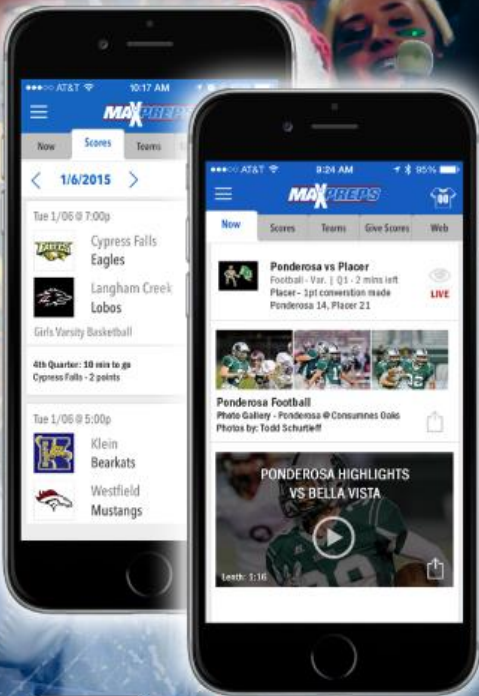 ●●●○○ AT&T 10:17 AM
MAXPREPS
Now Scores Teams
< 1/6/2015 >
Tue 1/06 @ 7:00p
Cypress Falls
Eagles
Langham Creek
Lobos
Girls Varsity Basketball
4th Quarter: 10 min to go
Cypress Falls - 2 points
Tue 1/06 @ 5:00p
Klein
Bearkats
Westfield
Mustangs
●●●○○ AT&T 9:24 AM 95%
MAXPREPS
00
Now Scores Teams Give Scores Web
Ponderosa vs Placer
Football - Var. | Q1 - 2 mins left
Placer - 1pt converstion made
Ponderosa 14, Placer 21
LIVE
Ponderosa Football
Photo Gallery - Ponderosa @ Consumnes Oaks
Photos by: Todd Schurtleff
PONDEROSA HIGHLIGHTS
VS BELLA VISTA
Lenth: 1:16